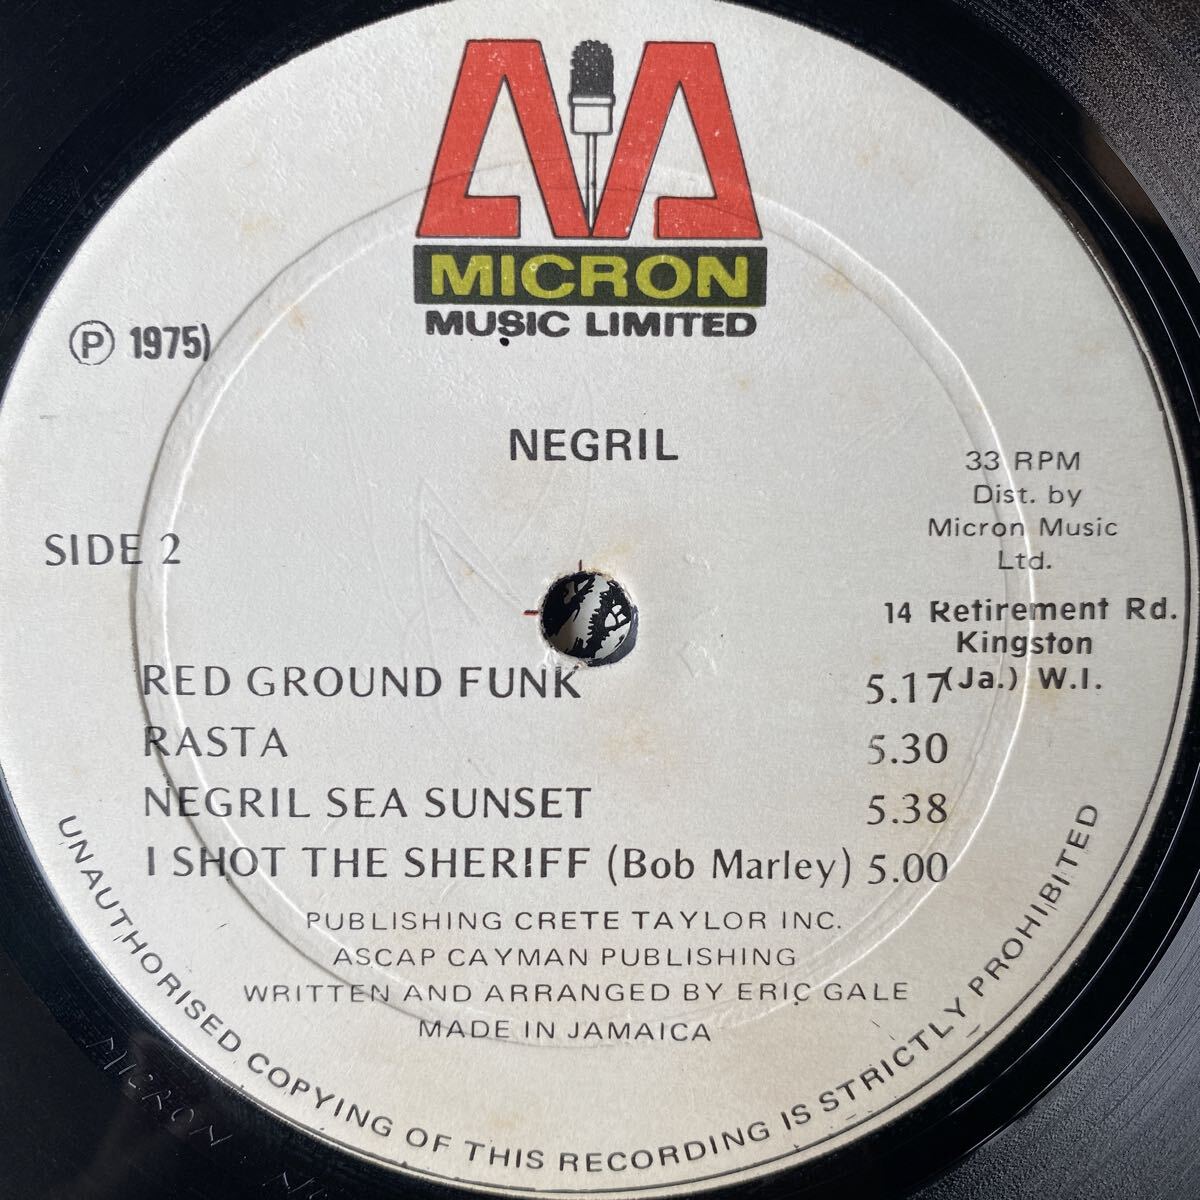 MICRON
MUSIC LIMITED
Ⓟ 1975)
NEGRIL
33 RPM
Dist. by
Micron Music
Ltd.
14 Retirement Rd.
Kingston
(Ja.) W.I.
SIDE 2
RED GROUND FUNK 5.17
RASTA 5.30
NEGRIL SEA SUNSET 5.38
I SHOT THE SHERIFF (Bob Marley) 5.00
PUBLISHING CRETE TAYLOR INC.
ASCAP CAYMAN PUBLISHING
WRITTEN AND ARRANGED BY ERIC GALE
MADE IN JAMAICA
UNAUTHORISED COPYING OF THIS RECORDING IS STRICTLY PROHIBITED
MICRON